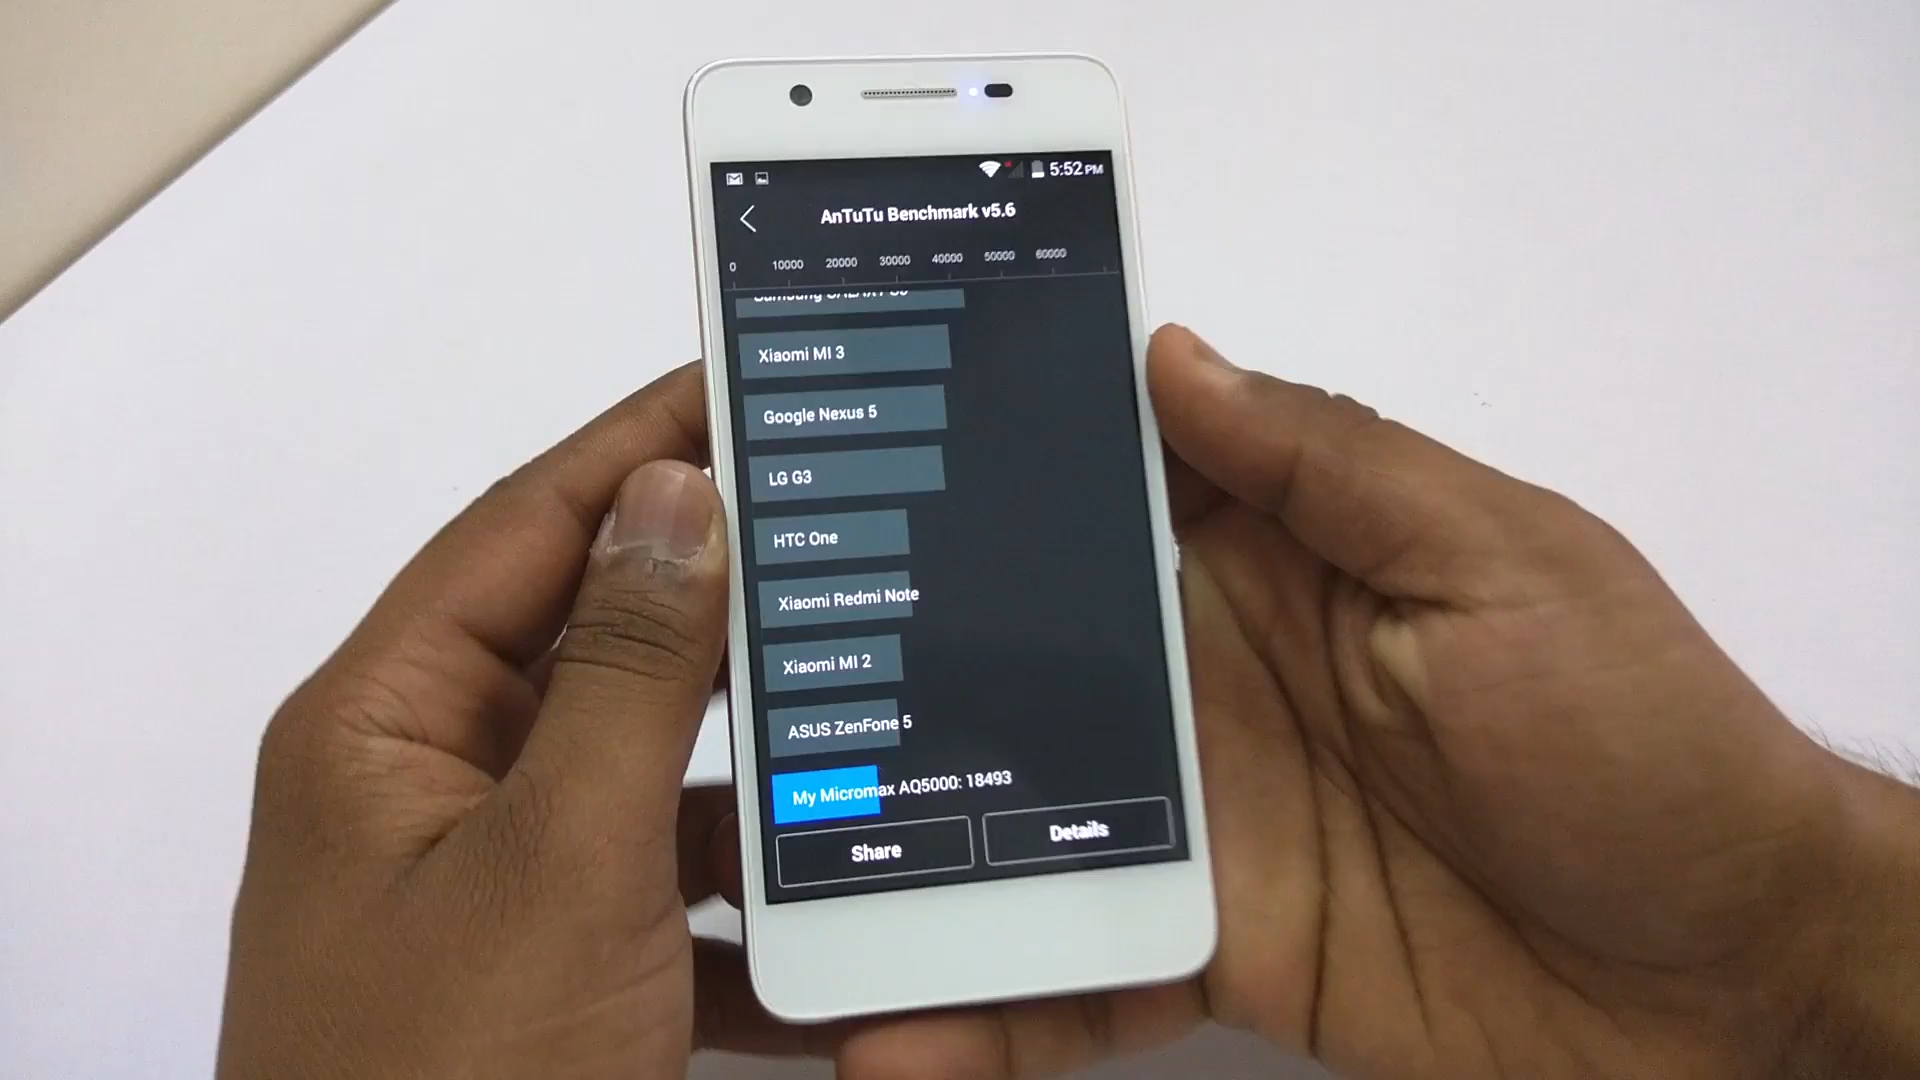 5:52 PM
AnTuTu Benchmark v5.6
0 10000 20000 30000 40000 50000 60000
Samsung GALAXY
Xiaomi MI 3
Google Nexus 5
LG G3
HTC One
Xiaomi Redmi Note
Xiaomi MI 2
ASUS ZenFone 5
My Micromax AQ5000: 18493
Share
Details